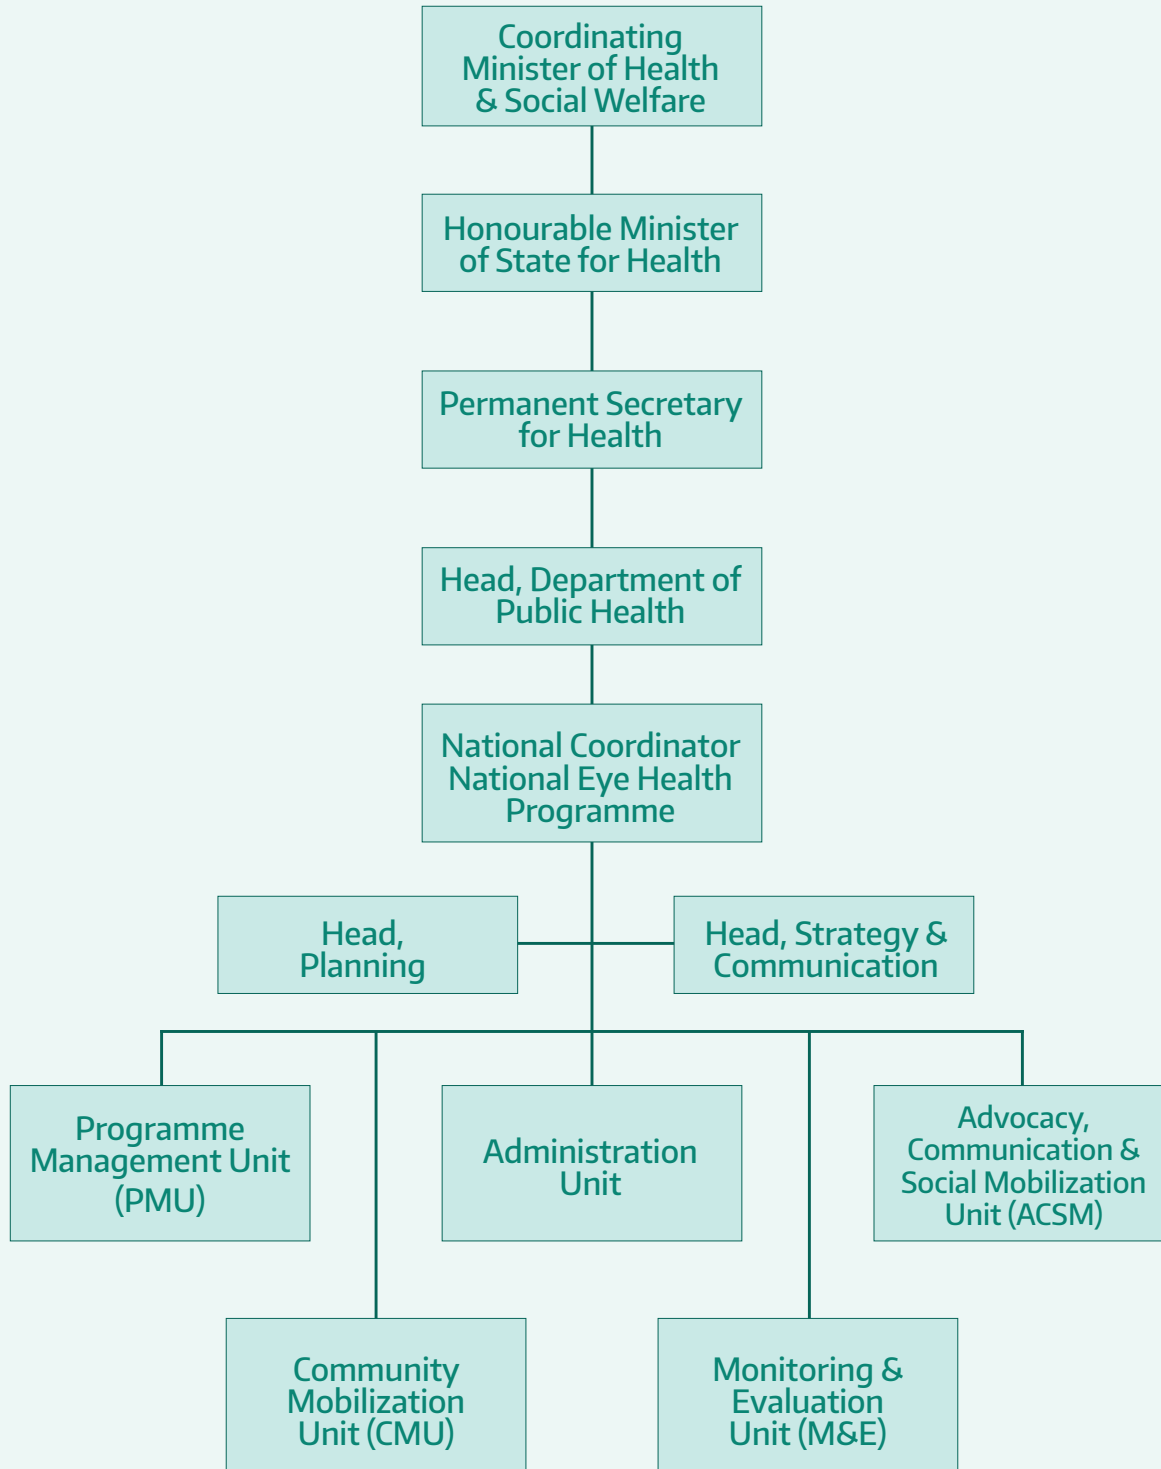 Coordinating
Minister of Health
& Social Welfare
Honourable Minister
of State for Health
Permanent Secretary
for Health
Head, Department of
Public Health
National Coordinator
National Eye Health
Programme
Head,
Planning
Head, Strategy &
Communication
Programme
Management Unit
(PMU)
Administration
Unit
Advocacy,
Communication &
Social Mobilization
Unit (ACSM)
Community
Mobilization
Unit (CMU)
Monitoring &
Evaluation
Unit (M&E)